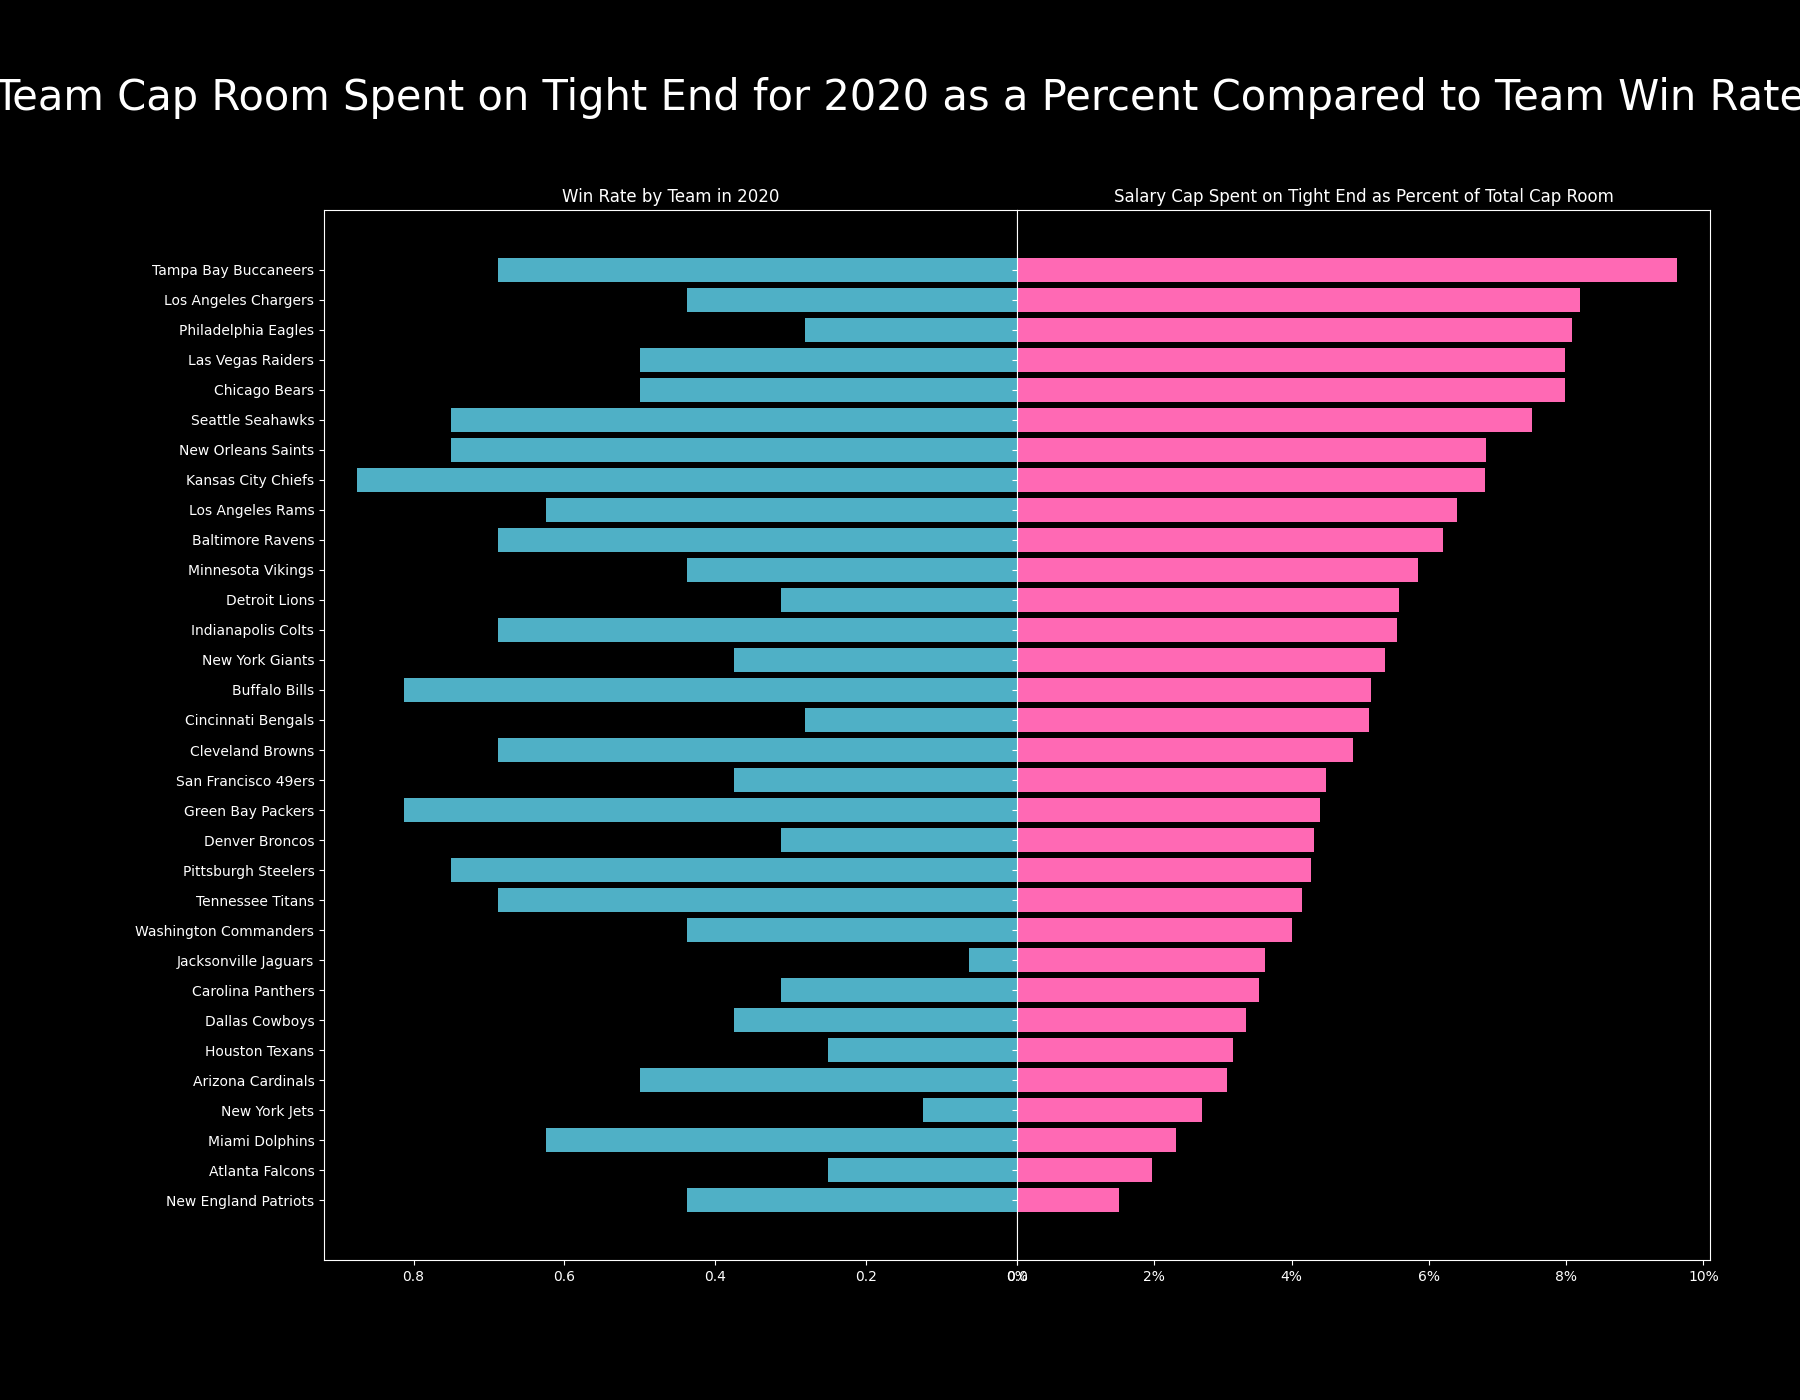 Team Cap Room Spent on Tight End for 2020 as a Percent Compared to Team Win Rate
Win Rate by Team in 2020
Salary Cap Spent on Tight End as Percent of Total Cap Room
Tampa Bay Buccaneers
Los Angeles Chargers
Philadelphia Eagles
Las Vegas Raiders
Chicago Bears
Seattle Seahawks
New Orleans Saints
Kansas City Chiefs
Los Angeles Rams
Baltimore Ravens
Minnesota Vikings
Detroit Lions
Indianapolis Colts
New York Giants
Buffalo Bills
Cincinnati Bengals
Cleveland Browns
San Francisco 49ers
Green Bay Packers
Denver Broncos
Pittsburgh Steelers
Tennessee Titans
Washington Commanders
Jacksonville Jaguars
Carolina Panthers
Dallas Cowboys
Houston Texans
Arizona Cardinals
New York Jets
Miami Dolphins
Atlanta Falcons
New England Patriots
0.8 0.6 0.4 0.2
2% 4% 6% 8% 10%